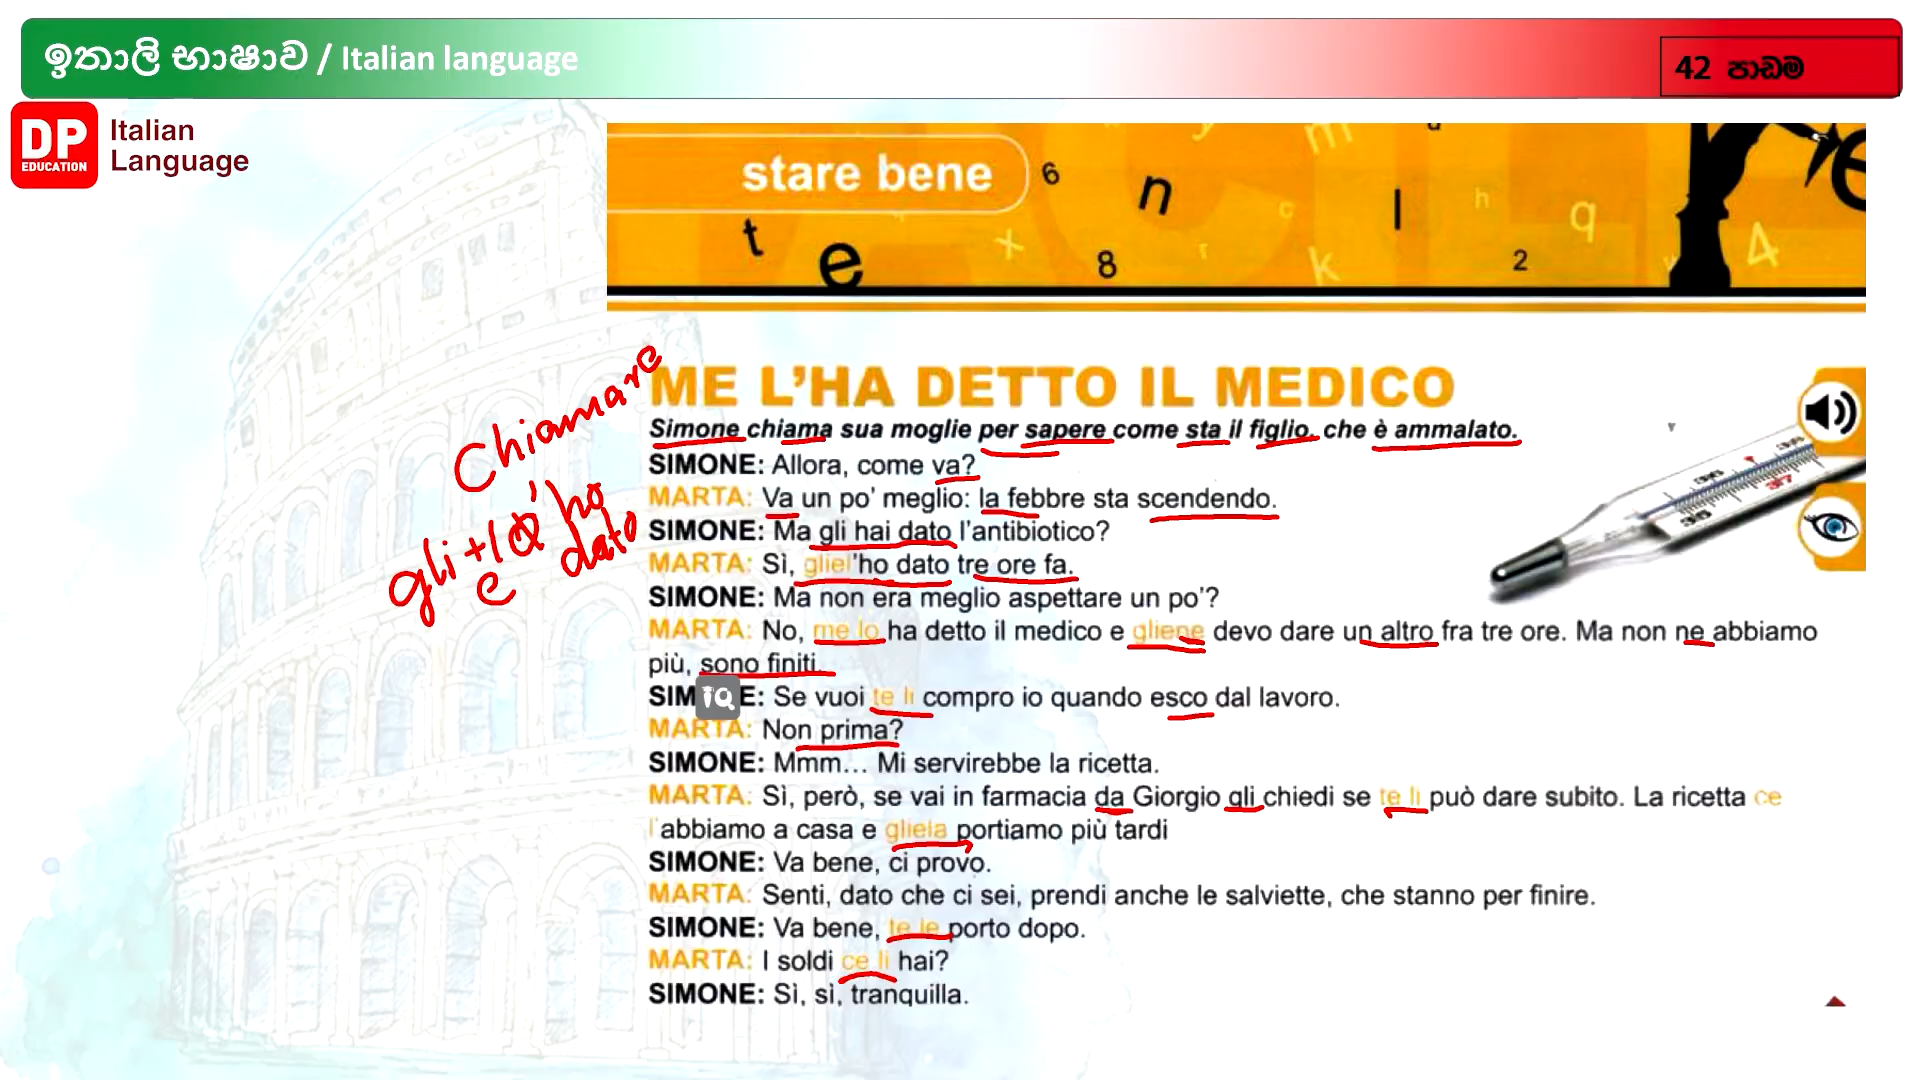 ඉතාලි භාෂාව / Italian language
42 පාඩම
DP
EDUCATION
Italian
Language
stare bene
ME L'HA DETTO IL MEDICO
Simone chiama sua moglie per sapere come sta il figlio, che è ammalato.
SIMONE: Allora, come va?
MARTA: Va un po' meglio: la febbre sta scendendo.
SIMONE: Ma gli hai dato l'antibiotico?
MARTA: Sì, gliel'ho dato tre ore fa.
SIMONE: Ma non era meglio aspettare un po'?
MARTA: No, me lo ha detto il medico e gliene devo dare un altro fra tre ore. Ma non ne abbiamo
più, sono finiti.
SIM E: Se vuoi te li compro io quando esco dal lavoro.
MARTA: Non prima?
SIMONE: Mmm... Mi servirebbe la ricetta.
MARTA: Sì, però, se vai in farmacia da Giorgio gli chiedi se te li può dare subito. La ricetta ce
l'abbiamo a casa e gliela portiamo più tardi
SIMONE: Va bene, ci provo.
MARTA: Senti, dato che ci sei, prendi anche le salviette, che stanno per finire.
SIMONE: Va bene, te le porto dopo.
MARTA: I soldi ce li hai?
SIMONE: Sì, sì, tranquilla.
Chiamare
gli+l ' ho
e dato